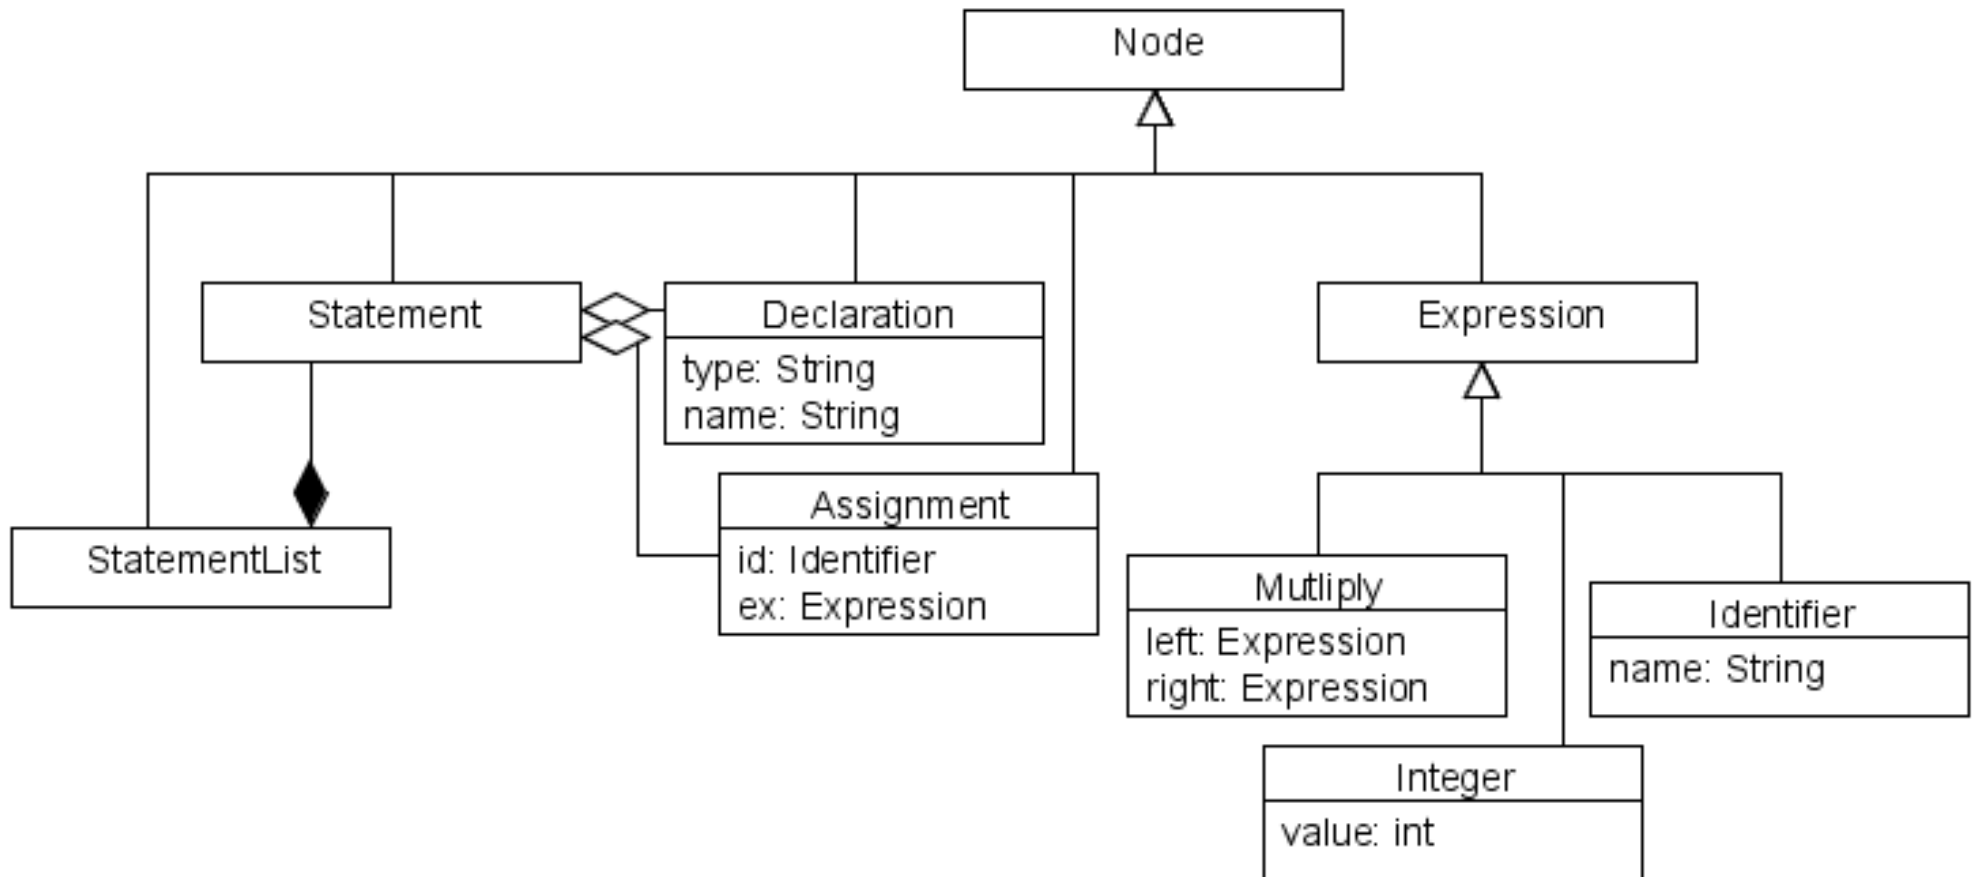 Node
Statement
Declaration
type: String
name: String
Expression
Assignment
id: Identifier
ex: Expression
StatementList
Mutliply
left: Expression
right: Expression
Identifier
name: String
Integer
value: int